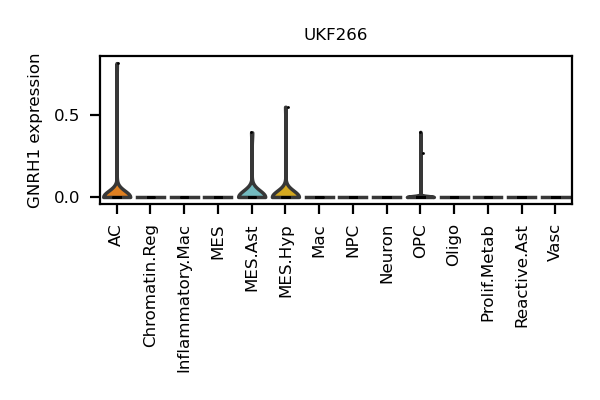 UKF266
GNRH1 expression
0.5
0.0
AC
Chromatin.Reg
Inflammatory.Mac
MES
MES.Ast
MES.Hyp
Mac
NPC
Neuron
OPC
Oligo
Prolif.Metab
Reactive.Ast
Vasc